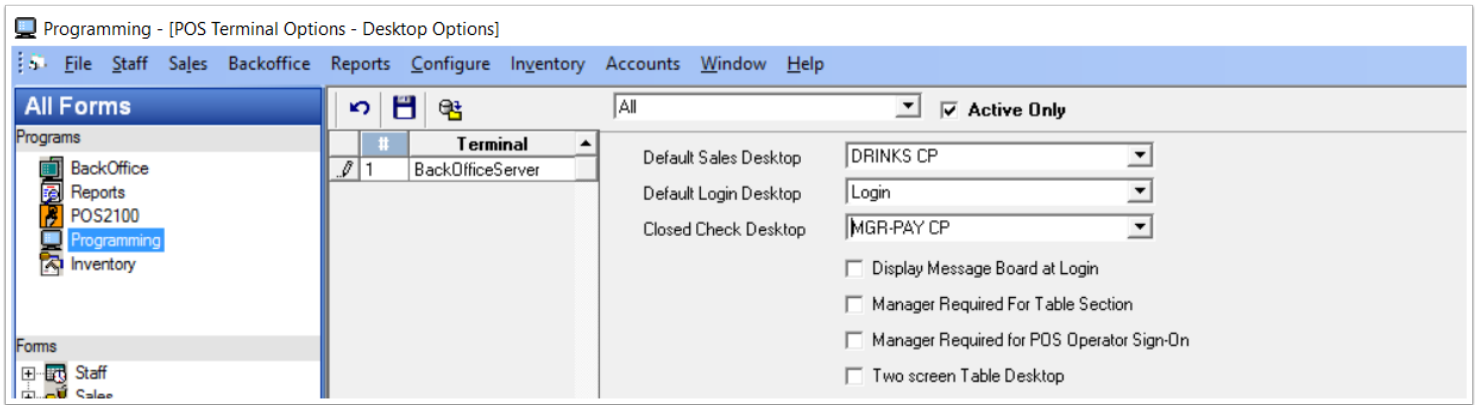 Programming - [POS Terminal Options - Desktop Options]
File Staff Sales Backoffice Reports Configure Inventory Accounts Window Help
All Forms
Programs
BackOffice
Reports
POS2100
Programming
Inventory
Forms
Staff
Sales
All Active Only
# Terminal
1 BackOfficeServer
Default Sales Desktop DRINKS CP
Default Login Desktop Login
Closed Check Desktop MGR-PAY CP
Display Message Board at Login
Manager Required For Table Section
Manager Required for POS Operator Sign-On
Two screen Table Desktop